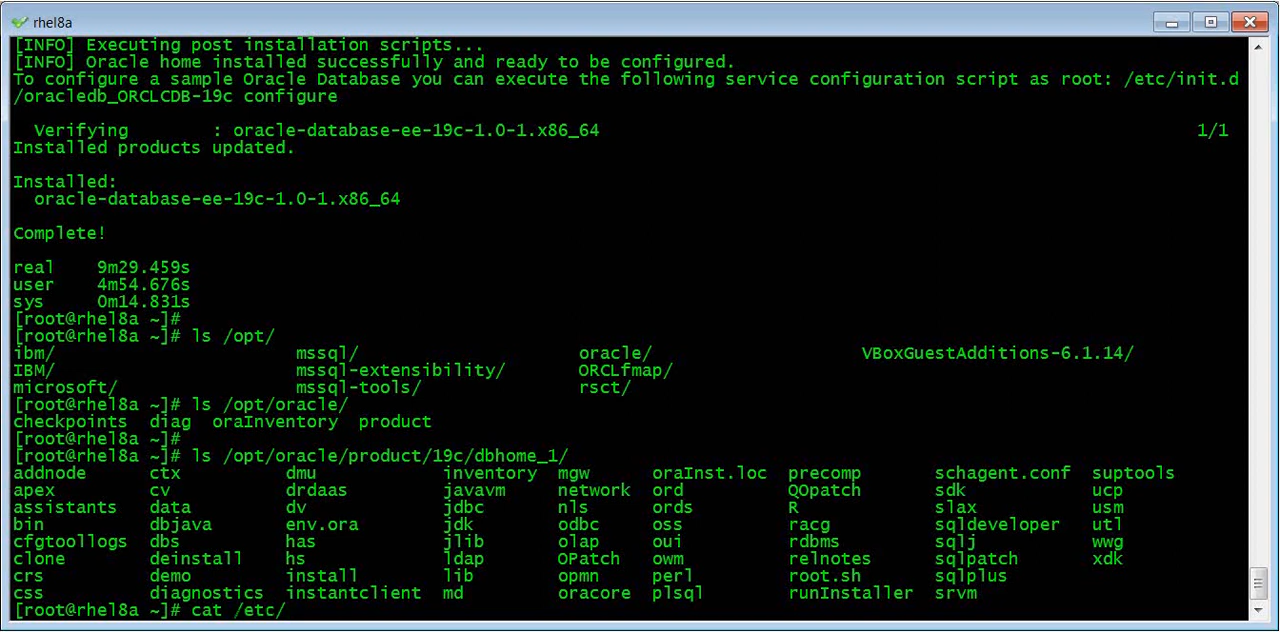 rhel8a
[INFO] Executing post installation scripts...
[INFO] Oracle home installed successfully and ready to be configured.
To configure a sample Oracle Database you can execute the following service configuration script as root: /etc/init.d
/oracledb_ORCLCDB-19c configure
  Verifying        : oracle-database-ee-19c-1.0-1.x86_64                                                         1/1
Installed products updated.
Installed:
  oracle-database-ee-19c-1.0-1.x86_64
Complete!
real    9m29.459s
user    4m54.676s
sys     0m14.831s
[root@rhel8a ~]#
[root@rhel8a ~]# ls /opt/
ibm/                       mssql/                     oracle/                    VBoxGuestAdditions-6.1.14/
IBM/                       mssql-extensibility/       ORCLfmap/
microsoft/                 mssql-tools/               rsct/
[root@rhel8a ~]# ls /opt/oracle/
checkpoints  diag  oraInventory  product
[root@rhel8a ~]#
[root@rhel8a ~]# ls /opt/oracle/product/19c/dbhome_1/
addnode      ctx          dmu            inventory  mgw      oraInst.loc  precomp       schagent.conf  suptools
apex         cv           drdaas         javavm     network  ord          QOpatch       sdk            ucp
assistants   data         dv             jdbc       nls      ords         R             slax           usm
bin          dbjava       env.ora        jdk        odbc     oss          racg          sqldeveloper   utl
cfgtoollogs  dbs          has            jlib       olap     oui          rdbms         sqlj           wwg
clone        deinstall    hs             ldap       OPatch   owm          relnotes      sqlpatch       xdk
crs          demo         install        lib        opmn     perl         root.sh       sqlplus
css          diagnostics  instantclient  md         oracore  plsql        runInstaller  srvm
[root@rhel8a ~]# cat /etc/